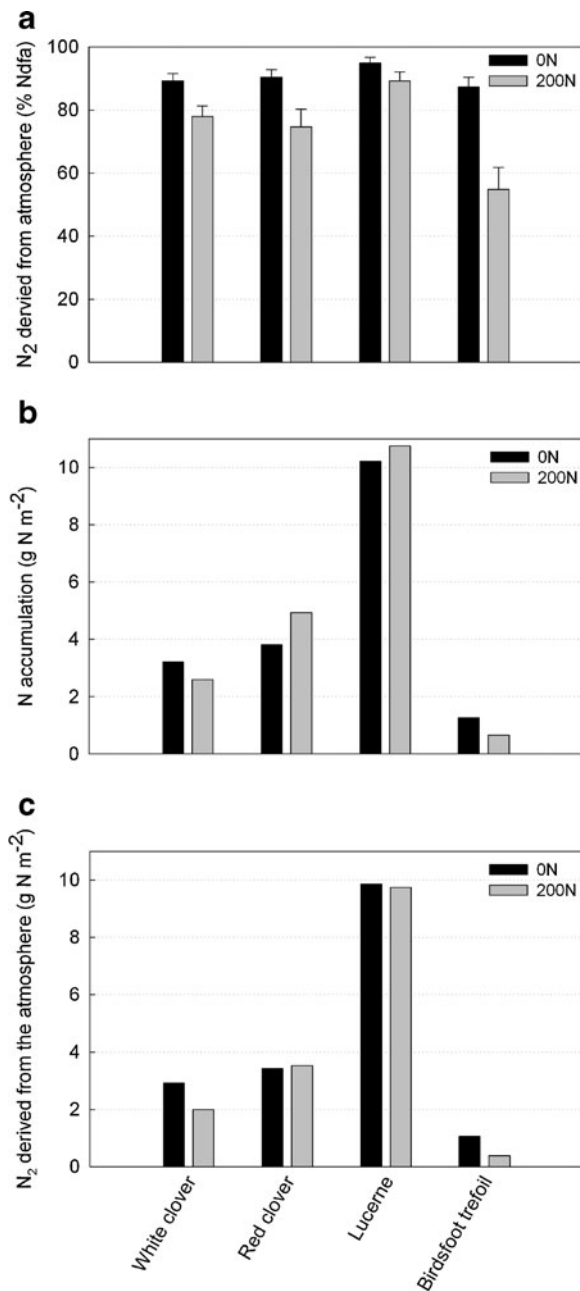 a
N2 dervied from atmosphere (% Ndfa)
100
80
60
40
20
0
0N
200N
b
N accumulation (g N m-2)
10
8
6
4
2
0
0N
200N
c
N2 derived from the atmosphere (g N m-2)
10
8
6
4
2
0
0N
200N
White clover
Red clover
Lucerne
Birdsfoot trefoil